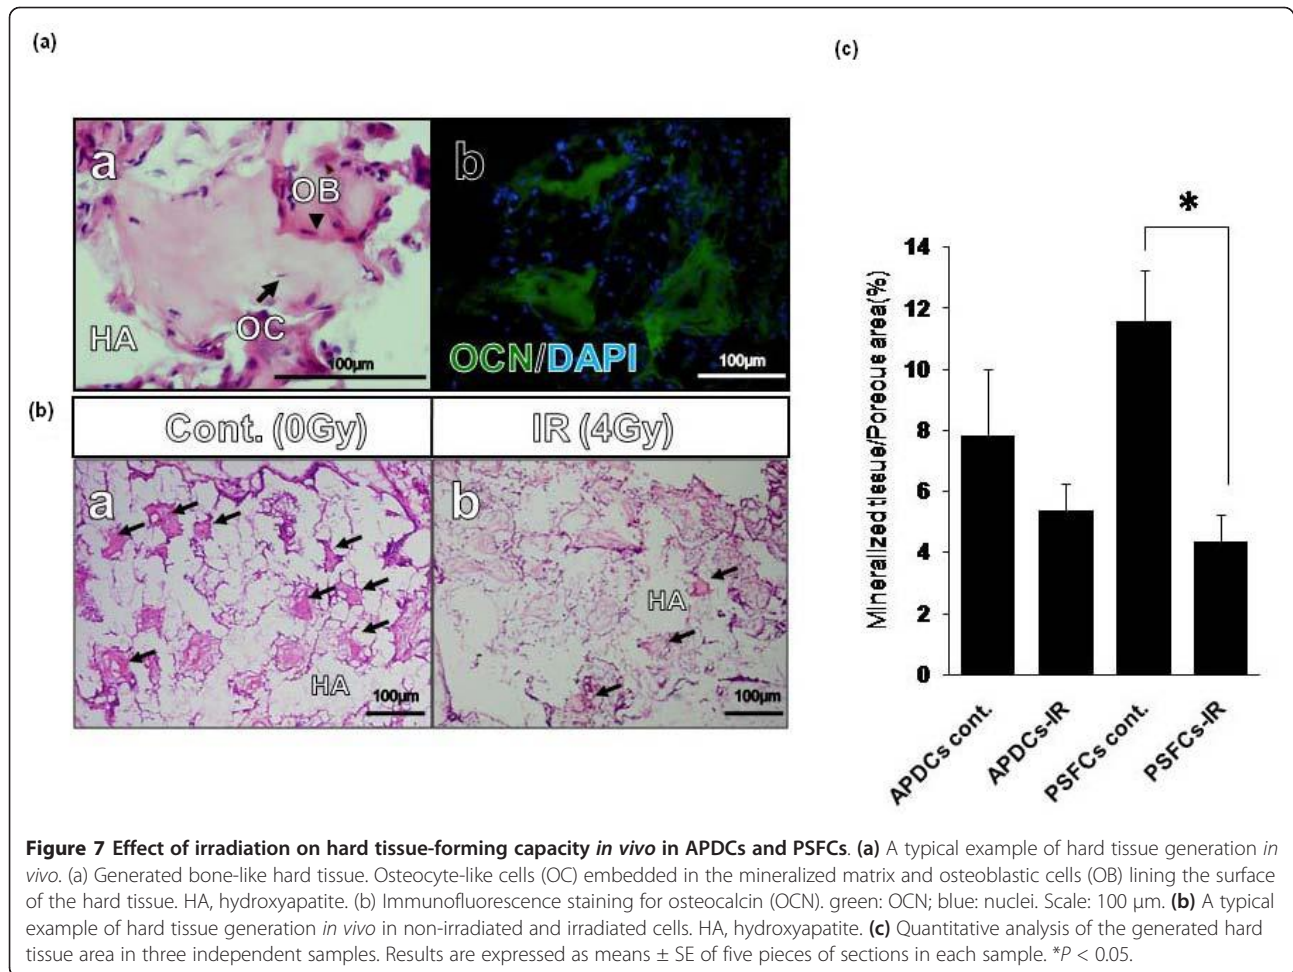 (a)
(c)
a
OB
OC
HA
100μm
b
OCN/DAPI
100μm
(b)
Cont. (0Gy)
IR (4Gy)
a
HA
100μm
b
HA
100μm
*
Mineralized tissue/Poreous area(%)
14
12
10
8
6
4
2
0
APDCs cont.
APDCs-IR
PSFCs cont.
PSFCs-IR
Figure 7 Effect of irradiation on hard tissue-forming capacity in vivo in APDCs and PSFCs. (a) A typical example of hard tissue generation in
vivo. (a) Generated bone-like hard tissue. Osteocyte-like cells (OC) embedded in the mineralized matrix and osteoblastic cells (OB) lining the surface
of the hard tissue. HA, hydroxyapatite. (b) Immunofluorescence staining for osteocalcin (OCN). green: OCN; blue: nuclei. Scale: 100 μm. (b) A typical
example of hard tissue generation in vivo in non-irradiated and irradiated cells. HA, hydroxyapatite. (c) Quantitative analysis of the generated hard
tissue area in three independent samples. Results are expressed as means ± SE of five pieces of sections in each sample. *P < 0.05.